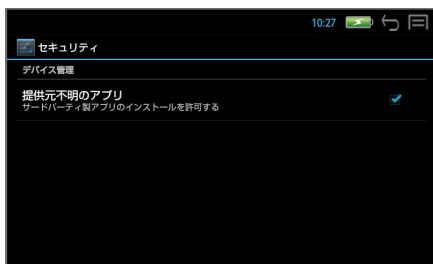 10:27
セキュリティ
デバイス管理
提供元不明のアプリ
サードパーティ製アプリのインストールを許可する